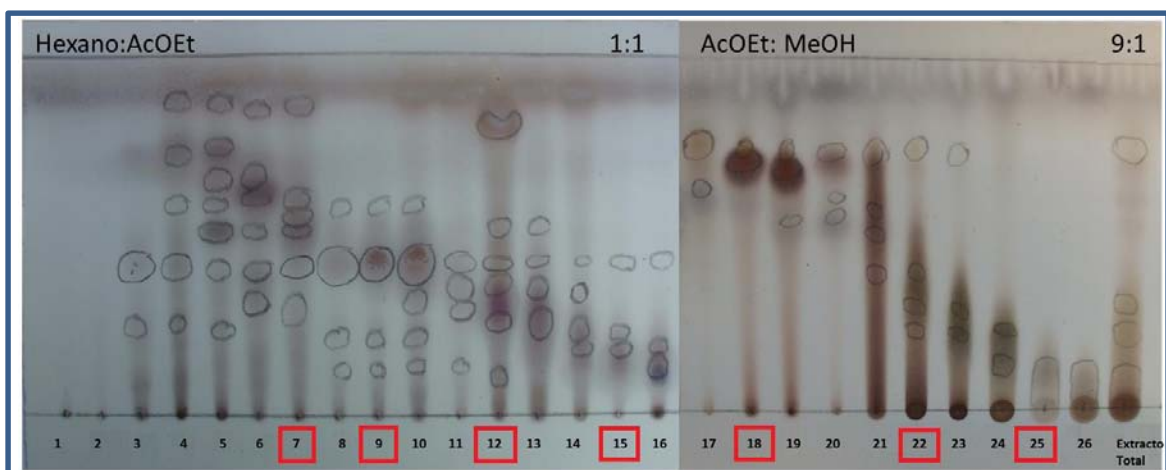 Hexano:AcOEt 1:1
AcOEt: MeOH 9:1
1 2 3 4 5 6 7 8 9 10 11 12 13 14 15 16
17 18 19 20 21 22 23 24 25 26 Extracto
Total